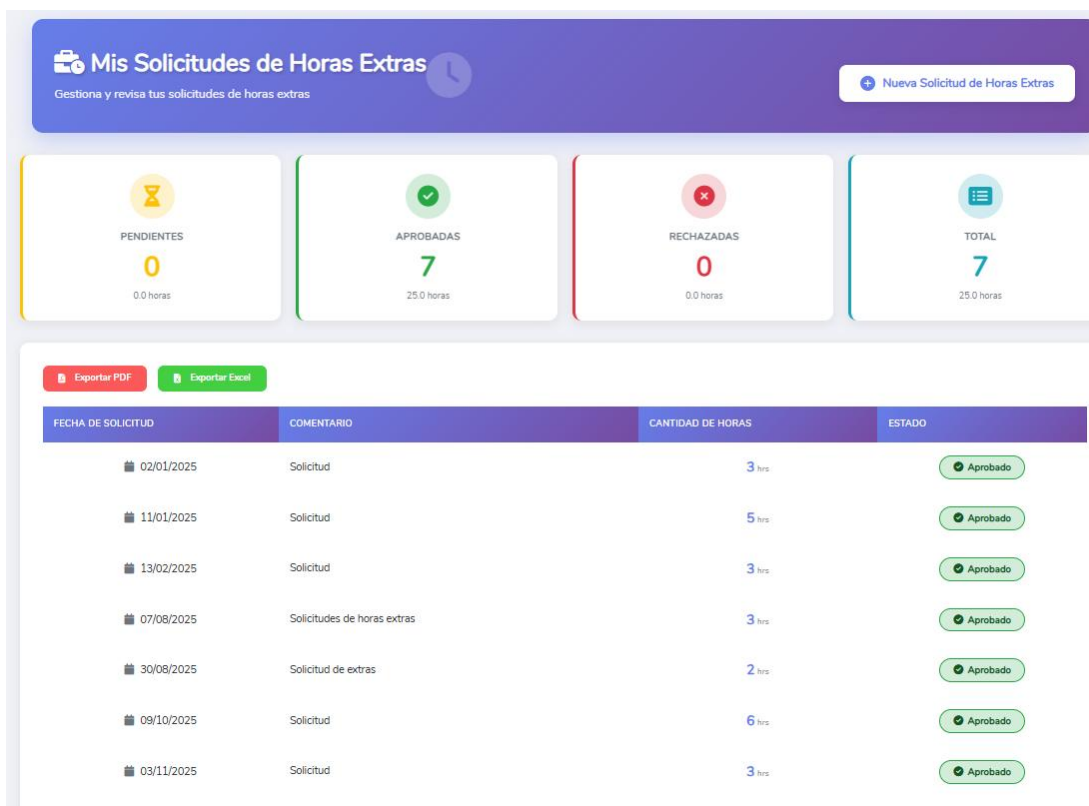 Mis Solicitudes de Horas Extras
Gestiona y revisa tus solicitudes de horas extras
Nueva Solicitud de Horas Extras
PENDIENTES
0
0.0 horas
APROBADAS
7
25.0 horas
RECHAZADAS
0
0.0 horas
TOTAL
7
25.0 horas
Exportar PDF Exportar Excel
FECHA DE SOLICITUD COMENTARIO CANTIDAD DE HORAS ESTADO
02/01/2025 Solicitud 3 hrs Aprobado
11/01/2025 Solicitud 5 hrs Aprobado
13/02/2025 Solicitud 3 hrs Aprobado
07/08/2025 Solicitudes de horas extras 3 hrs Aprobado
30/08/2025 Solicitud de extras 2 hrs Aprobado
09/10/2025 Solicitud 6 hrs Aprobado
03/11/2025 Solicitud 3 hrs Aprobado